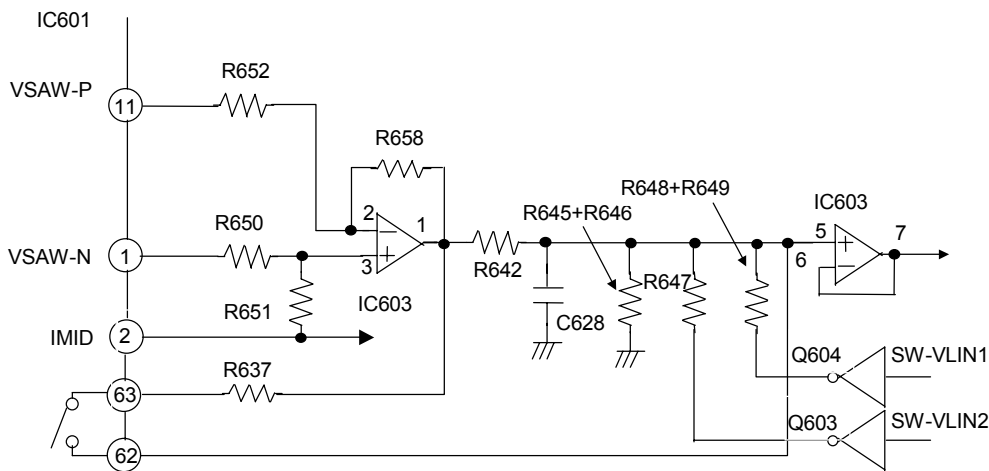 IC601
R652
VSAW-P
11
R658
R648+R649
IC603
R645+R646
2
1
5
7
R650
6
VSAW-N
1
3
R642
R647
R651
IC603
C628
IMID
2
Q604
SW-VLIN1
R637
63
Q603
SW-VLIN2
62